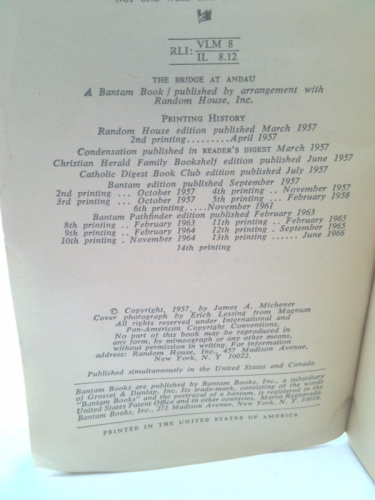 RLI: VLM 8
IL 8.12
THE BRIDGE AT ANDAU
A Bantam Book / published by arrangement with
Random House, Inc.
PRINTING HISTORY
Random House edition published March 1957
2nd printing.........April 1957
Condensation published in READER'S DIGEST March 1957
Christian Herald Family Bookshelf edition published June 1957
Catholic Digest Book Club edition published July 1957
Bantam edition published September 1957
2nd printing ... October 1957 4th printing .. November 1957
3rd printing ... October 1957 5th printing ... February 1958
6th printing.....November 1961
Bantam Pathfinder edition published February 1963
8th printing .. February 1963 11th printing .. February 1965
9th printing .. February 1964 12th printing . September 1965
10th printing . November 1964 13th printing ...... June 1966
14th printing
© Copyright, 1957, by James A. Michener
Cover photograph by Erich Lessing from Magnum
All rights reserved under International and
Pan-American Copyright Conventions.
No part of this book may be reproduced in
any form, by mimeograph or any other means,
without permission in writing. For information
address: Random House, Inc., 457 Madison Avenue,
New York, N. Y. 10022.
Published simultaneously in the United States and Canada
Bantam Books are published by Bantam Books, Inc., a subsidiary
of Grosset & Dunlap, Inc. Its trade-mark, consisting of the words
"Bantam Books" and the portrayal of a bantam, is registered in the
United States Patent Office and in other countries. Marca Registrada.
Bantam Books, Inc., 271 Madison Avenue, New York, N. Y. 10016.
PRINTED IN THE UNITED STATES OF AMERICA